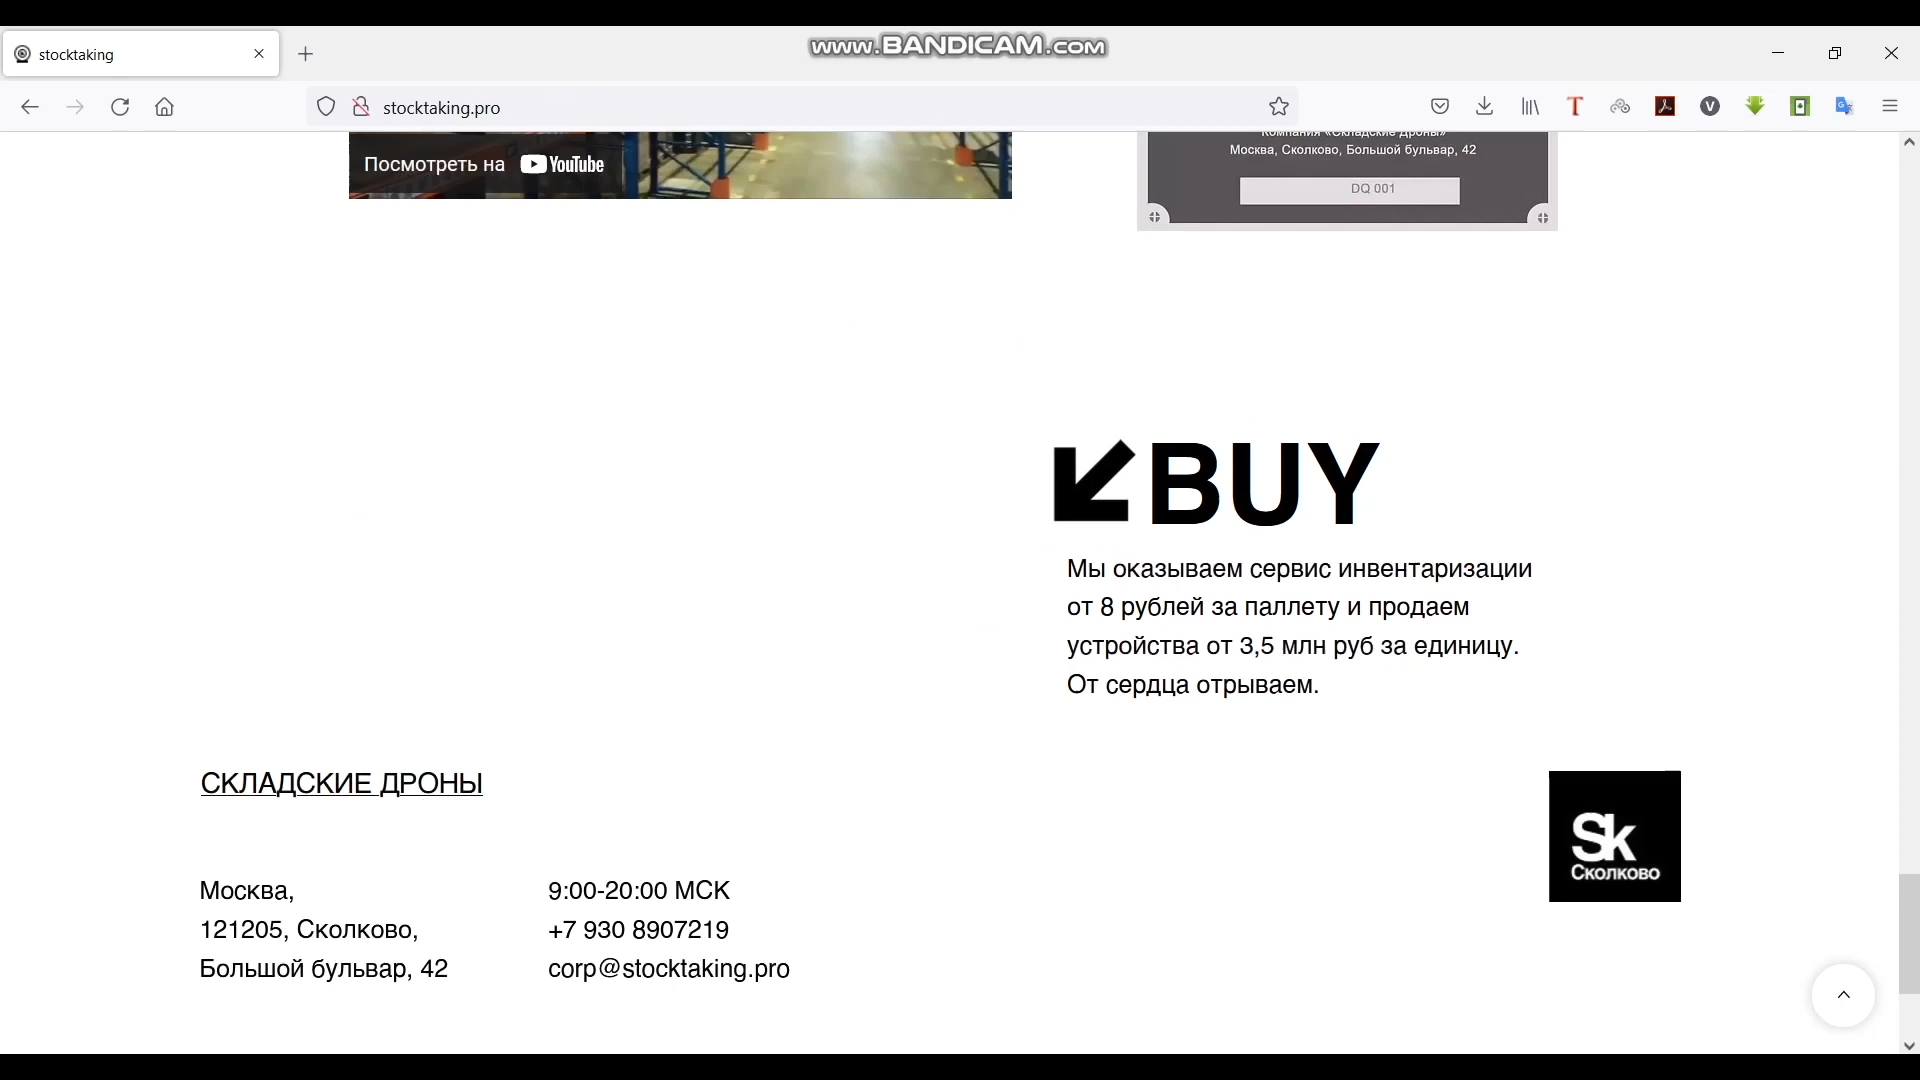 www.BANDICAM.com
stocktaking
stocktaking.pro
Посмотреть на YouTube
Компания «Складские Дроны»
Москва, Сколково, Большой бульвар, 42
DQ 001
BUY
Мы оказываем сервис инвентаризации
от 8 рублей за паллету и продаем
устройства от 3,5 млн руб за единицу.
От сердца отрываем.
СКЛАДСКИЕ ДРОНЫ
Sk
Сколково
Москва,
121205, Сколково,
Большой бульвар, 42
9:00-20:00 МСК
+7 930 8907219
corp@stocktaking.pro